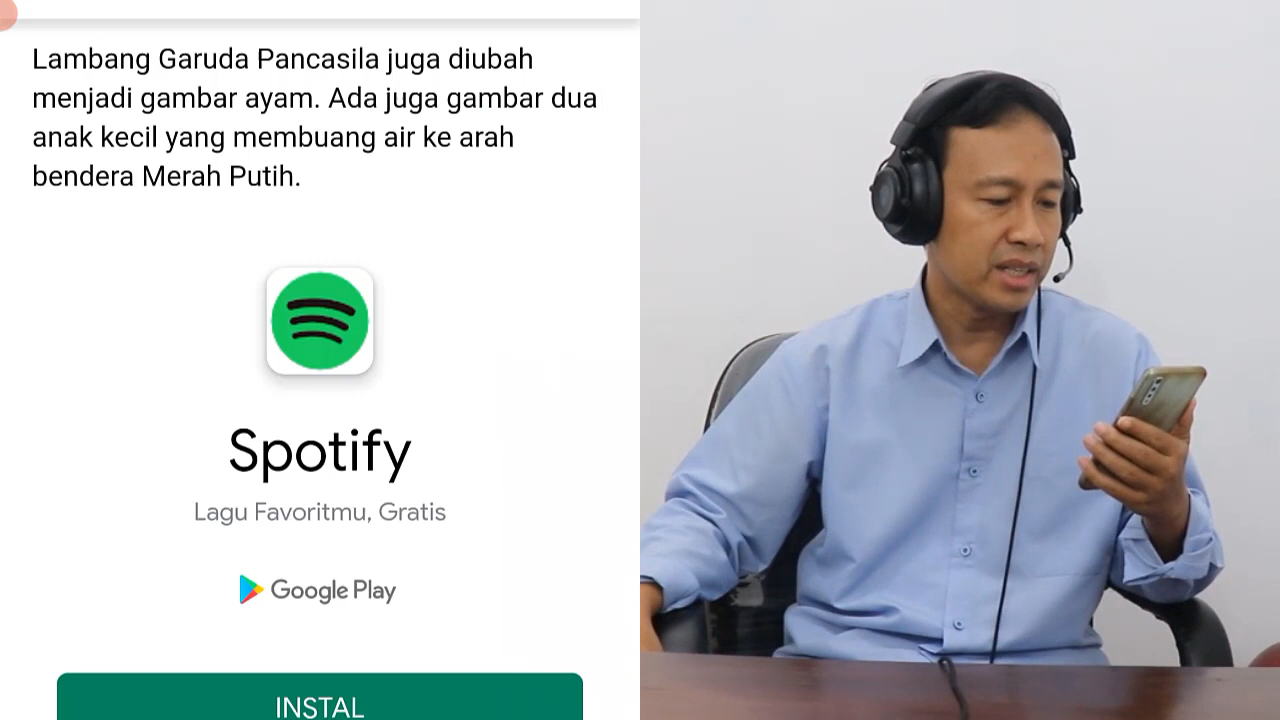 Lambang Garuda Pancasila juga diubah
menjadi gambar ayam. Ada juga gambar dua
anak kecil yang membuang air ke arah
bendera Merah Putih.
Spotify
Lagu Favoritmu, Gratis
Google Play
INSTAL